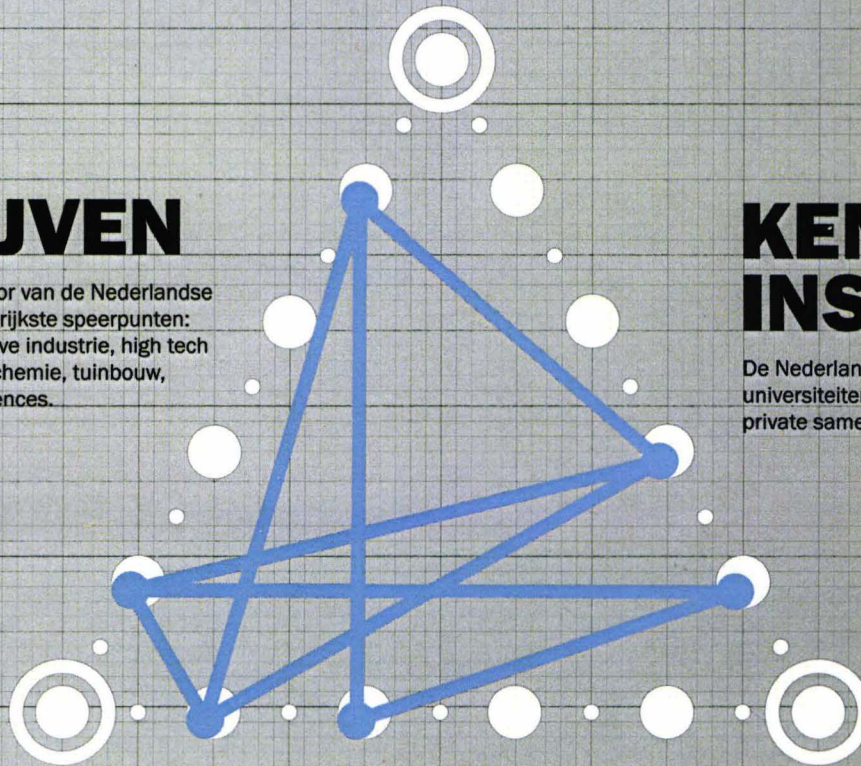 JVEN
or van de Nederlandse
rijkste speerpunten:
ve industrie, high tech
chemie, tuinbouw,
ences.
KEN
INS
De Nederlan
universiteiten
private same